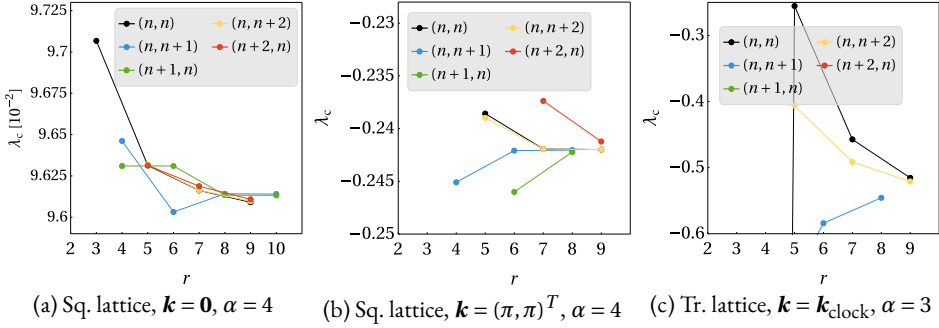 9.725
9.7
9.675
9.65
9.625
9.6
λc [10⁻²]
(n, n)
(n, n+1)
(n+1, n)
(n, n+2)
(n+2, n)
2 3 4 5 6 7 8 9 10
r
(a) Sq. lattice, k = 0, α = 4
−0.23
−0.235
−0.24
−0.245
−0.25
λc
(n, n)
(n, n+1)
(n+1, n)
(n, n+2)
(n+2, n)
2 3 4 5 6 7 8 9
r
(b) Sq. lattice, k = (π, π)ᵀ, α = 4
−0.3
−0.4
−0.5
−0.6
λc
(n, n)
(n, n+1)
(n+1, n)
(n, n+2)
(n+2, n)
2 3 4 5 6 7 8 9
r
(c) Tr. lattice, k = kclock, α = 3